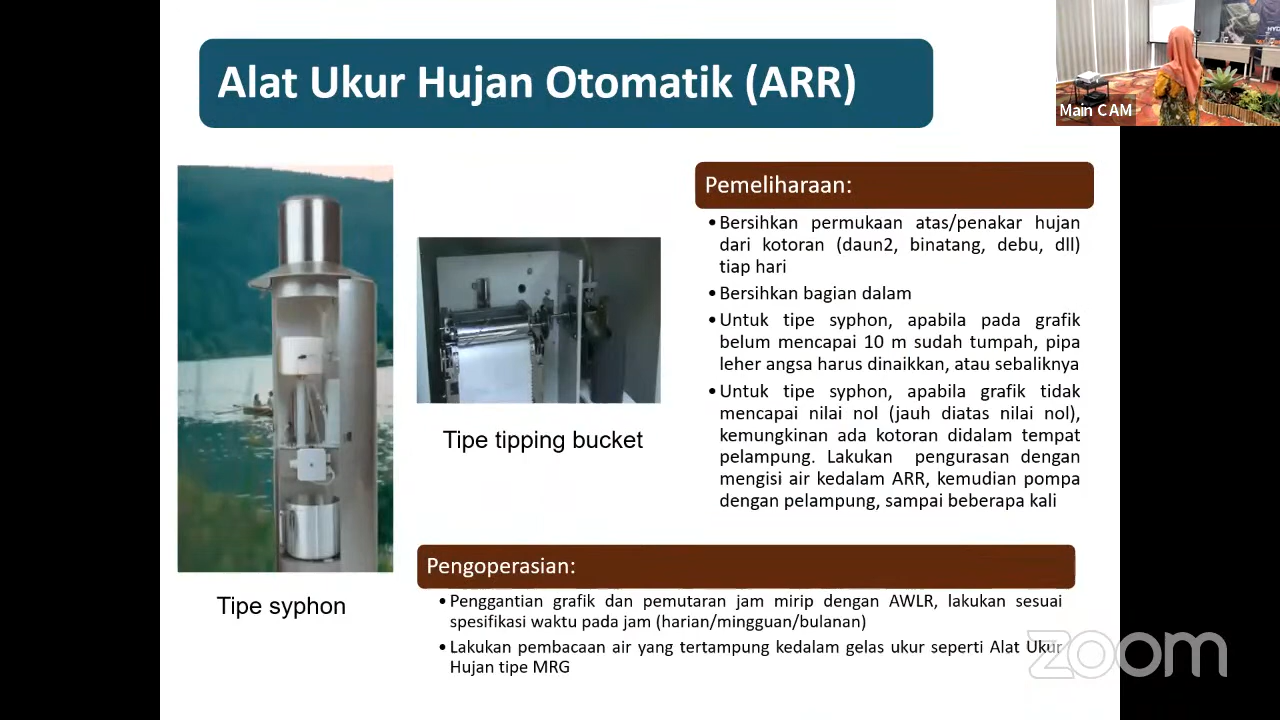 Alat Ukur Hujan Otomatik (ARR)
Main CAM
Pemeliharaan:
•Bersihkan permukaan atas/penakar hujan
dari kotoran (daun2, binatang, debu, dll)
tiap hari
•Bersihkan bagian dalam
•Untuk tipe syphon, apabila pada grafik
belum mencapai 10 m sudah tumpah, pipa
leher angsa harus dinaikkan, atau sebaliknya
•Untuk tipe syphon, apabila grafik tidak
mencapai nilai nol (jauh diatas nilai nol),
kemungkinan ada kotoran didalam tempat
pelampung. Lakukan pengurasan dengan
mengisi air kedalam ARR, kemudian pompa
dengan pelampung, sampai beberapa kali
Tipe tipping bucket
Tipe syphon
Pengoperasian:
•Penggantian grafik dan pemutaran jam mirip dengan AWLR, lakukan sesuai
spesifikasi waktu pada jam (harian/mingguan/bulanan)
•Lakukan pembacaan air yang tertampung kedalam gelas ukur seperti Alat Ukur
Hujan tipe MRG
zoom